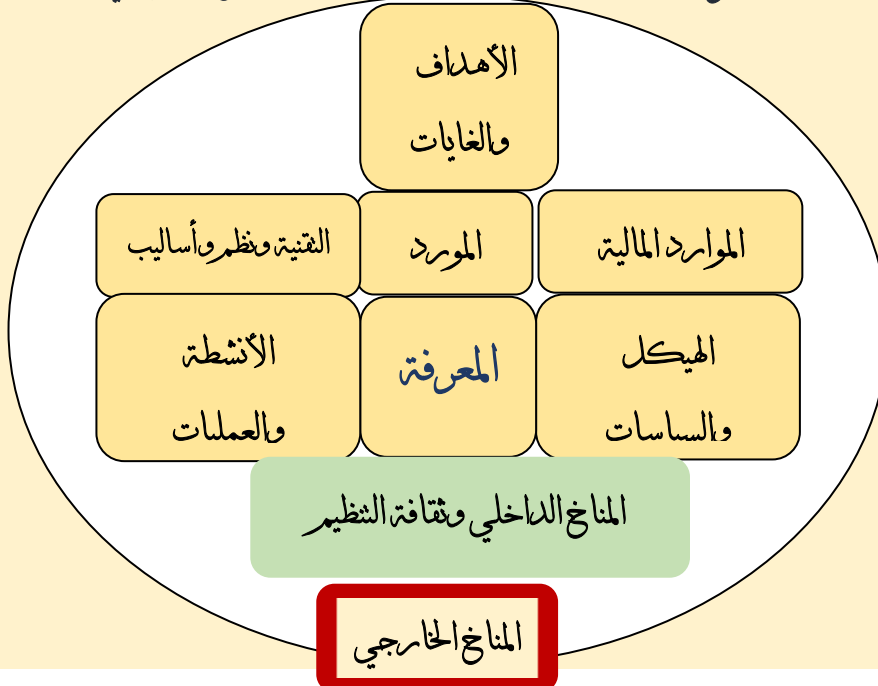 الأهداف
والغايات
الموارد المالية
المورد
التقنية ونظم وأساليب
الهيكل
والسياسات
المعرفة
الأنشطة
والعمليات
المناخ الداخلي وثقافة التنظيم
المناخ الخارجي